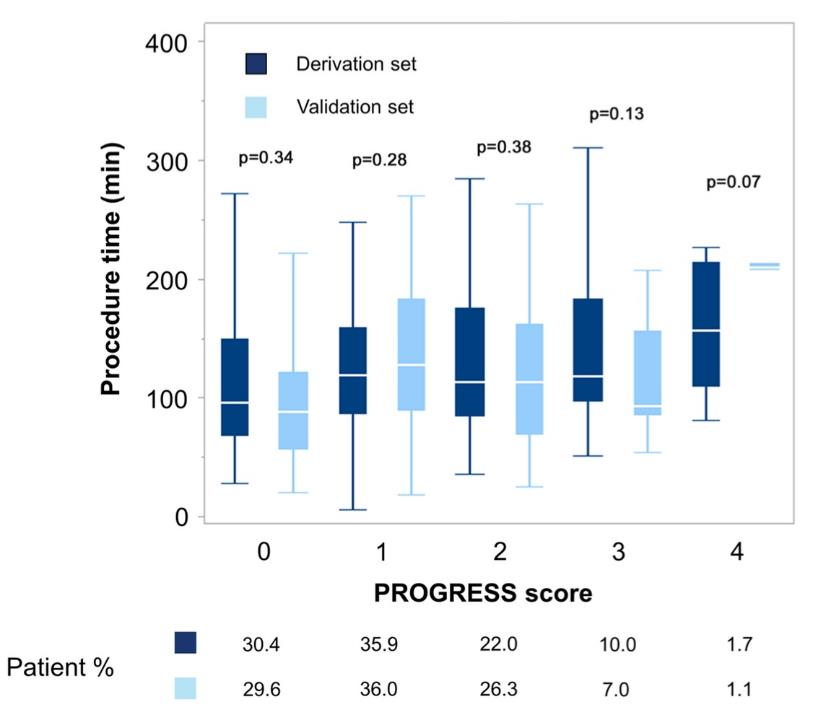 400
Derivation set
Validation set
p=0.13
p=0.38
p=0.34
p=0.28
300
p=0.07
Procedure time (min)
200
100
0
0 1 2 3 4
PROGRESS score
Patient %
30.4 35.9 22.0 10.0 1.7
29.6 36.0 26.3 7.0 1.1